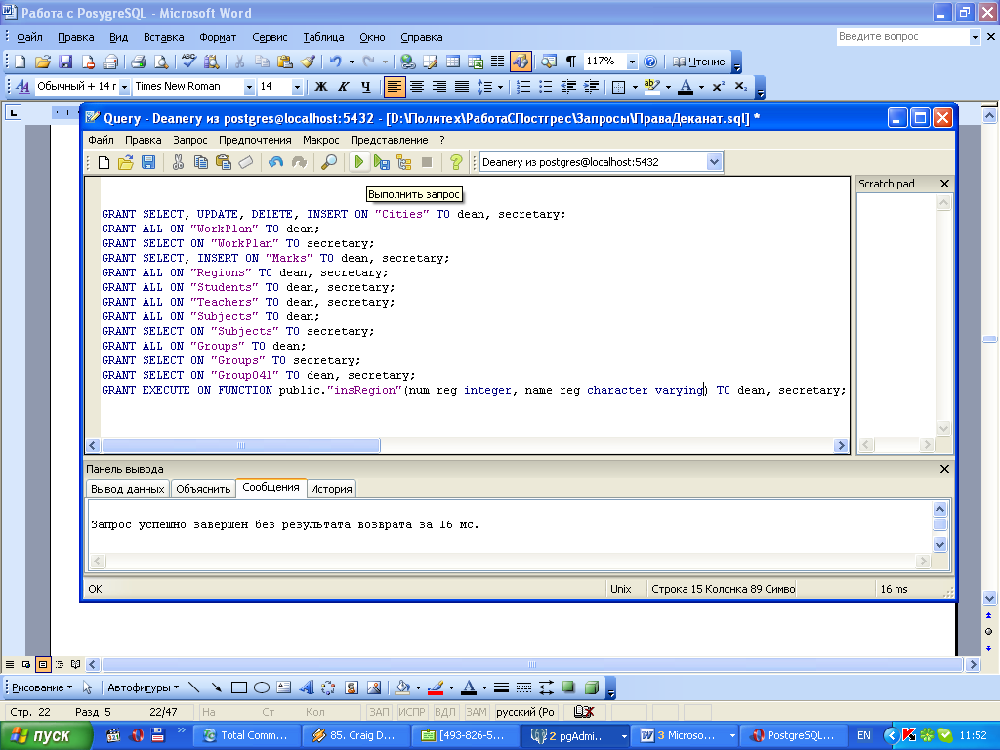 Работа с PosygreSQL - Microsoft Word
Файл Правка Вид Вставка Формат Сервис Таблица Окно Справка
Введите вопрос
117% Чтение
Обычный + 14 г Times New Roman 14 Ж К Ч
Query - Deanery из postgres@localhost:5432 - [D:\Политех\РаботаСПостгрес\Запросы\ПраваДеканат.sql] *
Файл Правка Запрос Предпочтения Макрос Представление ?
Deanery из postgres@localhost:5432
Выполнить запрос
Scratch pad
GRANT SELECT, UPDATE, DELETE, INSERT ON "Cities" TO dean, secretary;
GRANT ALL ON "WorkPlan" TO dean;
GRANT SELECT ON "WorkPlan" TO secretary;
GRANT SELECT, INSERT ON "Marks" TO dean, secretary;
GRANT ALL ON "Regions" TO dean, secretary;
GRANT ALL ON "Students" TO dean, secretary;
GRANT ALL ON "Teachers" TO dean, secretary;
GRANT ALL ON "Subjects" TO dean;
GRANT SELECT ON "Subjects" TO secretary;
GRANT ALL ON "Groups" TO dean;
GRANT SELECT ON "Groups" TO secretary;
GRANT SELECT ON "Group041" TO dean, secretary;
GRANT EXECUTE ON FUNCTION public."insRegion"(num_reg integer, name_reg character varying) TO dean, secretary;
Панель вывода
Вывод данных Объяснить Сообщения История
Запрос успешно завершён без результата возврата за 16 мс.
OK. Unix Строка 15 Колонка 89 Симво 16 ms
Рисование Автофигуры
Стр. 22 Разд 5 22/47 На Ст Кол ЗАП ИСПР ВДЛ ЗАМ русский (Ро
пуск Total Comm... 85. Craig D... [493-826-5... 2 pgAdmi... 3 Microso... PostgreSQL... EN 11:52